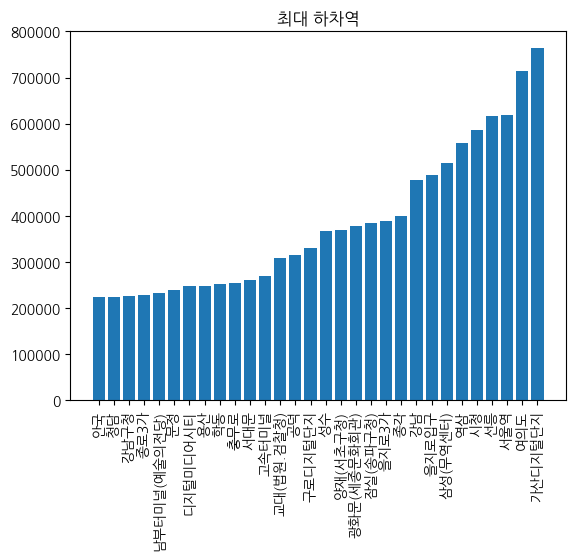 최대 하차역
800000
700000
600000
500000
400000
300000
200000
100000
0
안국
청담
강남구청
종로3가
남부터미널(예술의전당)
문정
디지털미디어시티
용산
논현
학동
충무로
서대문
고속터미널
교대(법원.검찰청)
공덕
구로디지털단지
성수
양재(서초구청)
광화문(세종문화회관)
잠실(송파구청)
을지로3가
종각
강남
을지로입구
삼성(무역센터)
역삼
시청
선릉
서울역
여의도
가산디지털단지